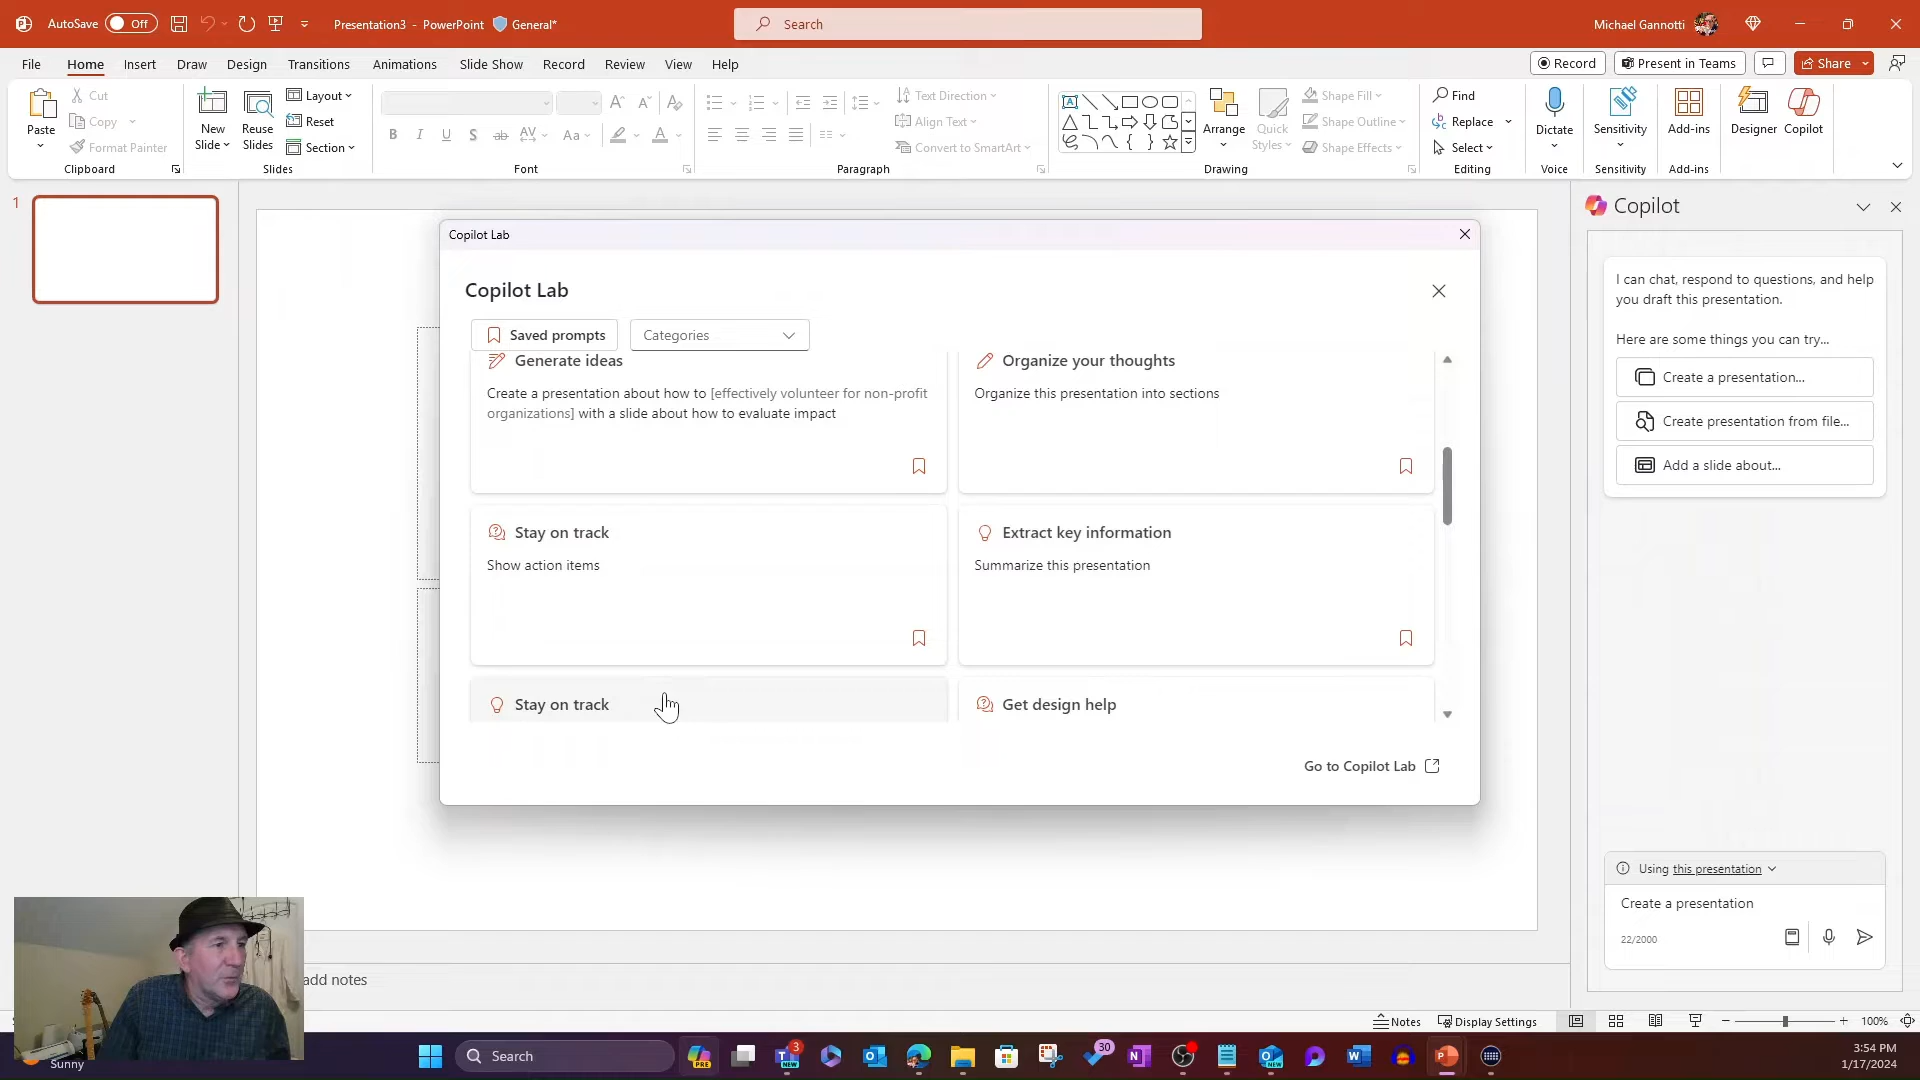 AutoSave Off Presentation3 - PowerPoint General* Search Michael Gannotti
File Home Insert Draw Design Transitions Animations Slide Show Record Review View Help Record Present in Teams Share
Paste
Cut
Copy
Format Painter
Clipboard
New
Slide
Reuse
Slides
Layout
Reset
Section
Slides
Font
Text Direction
Align Text
Convert to SmartArt
Paragraph
Arrange
Quick
Styles
Shape Fill
Shape Outline
Shape Effects
Drawing
Find
Replace
Select
Editing
Dictate
Voice
Sensitivity
Sensitivity
Add-ins
Add-ins
Designer
Copilot
1
Copilot Lab
Copilot Lab
Saved prompts Categories
Generate ideas
Create a presentation about how to [effectively volunteer for non-profit
organizations] with a slide about how to evaluate impact
Organize your thoughts
Organize this presentation into sections
Stay on track
Show action items
Extract key information
Summarize this presentation
Stay on track
Get design help
Go to Copilot Lab
Copilot
I can chat, respond to questions, and help
you draft this presentation.
Here are some things you can try...
Create a presentation...
Create presentation from file...
Add a slide about...
Using this presentation
Create a presentation
22/2000
add notes
Notes Display Settings 100%
Sunny
Search
3
30
3:54 PM
1/17/2024